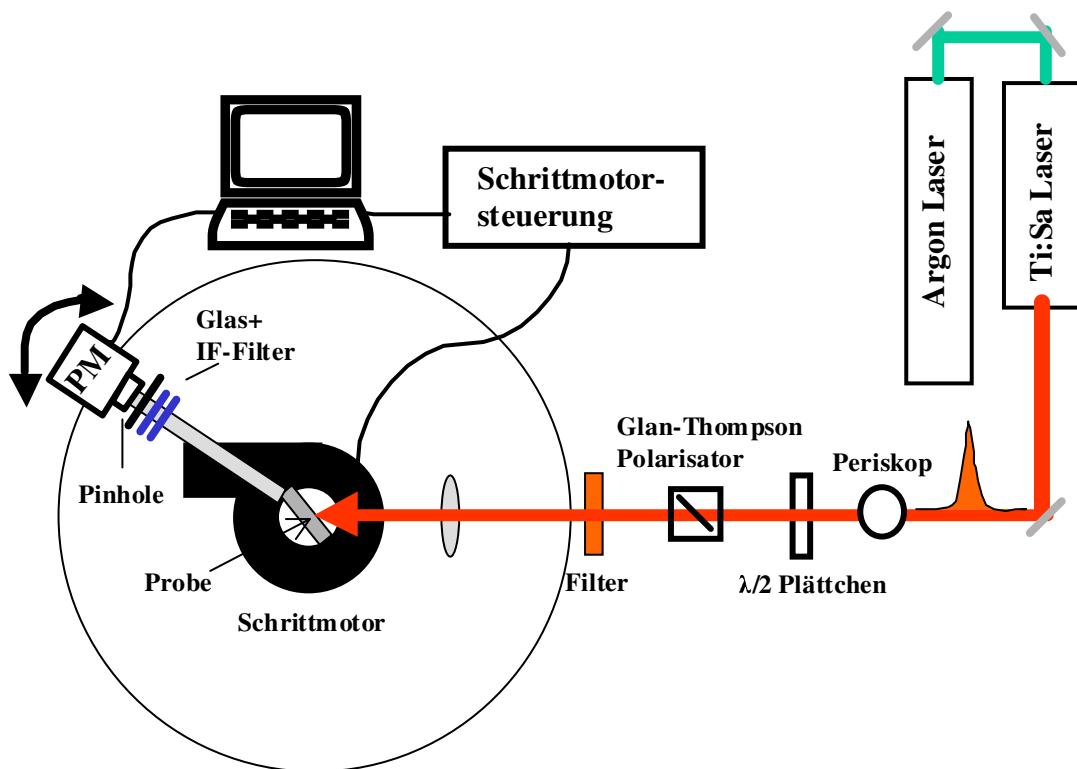 Argon Laser
Ti:Sa Laser
Schrittmotor-
steuerung
Glas+
IF-Filter
PM
Glan-Thompson
Polarisator
Periskop
Pinhole
Probe
Filter
λ/2 Plättchen
Schrittmotor